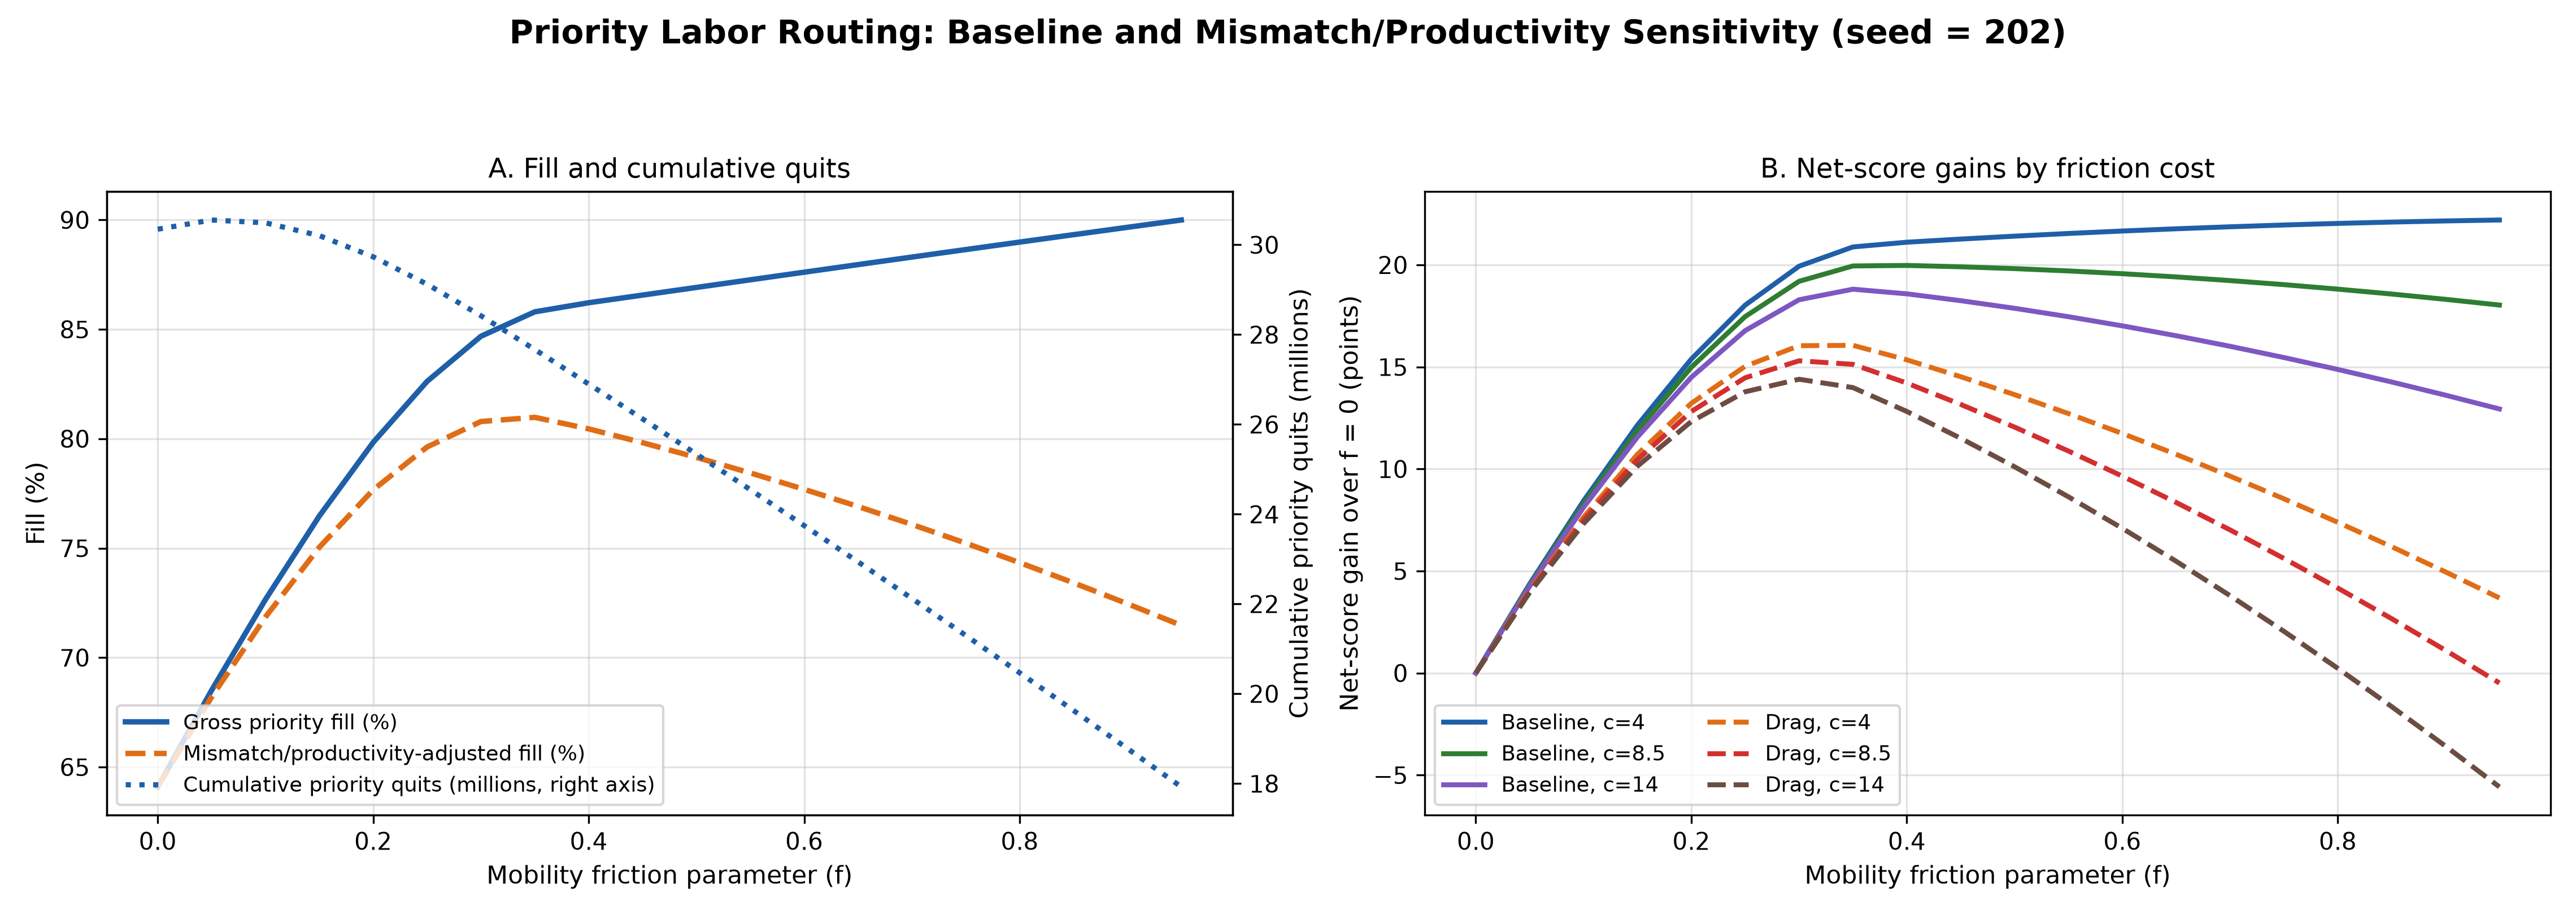 Priority Labor Routing: Baseline and Mismatch/Productivity Sensitivity (seed = 202)
A. Fill and cumulative quits
Fill (%)
90
85
80
75
70
65
30
28
26
24
22
20
18
Cumulative priority quits (millions)
Gross priority fill (%)
Mismatch/productivity-adjusted fill (%)
Cumulative priority quits (millions, right axis)
0.0 0.2 0.4 0.6 0.8
Mobility friction parameter (f)
B. Net-score gains by friction cost
Net-score gain over f = 0 (points)
20
15
10
5
0
−5
Baseline, c=4
Baseline, c=8.5
Baseline, c=14
Drag, c=4
Drag, c=8.5
Drag, c=14
0.0 0.2 0.4 0.6 0.8
Mobility friction parameter (f)